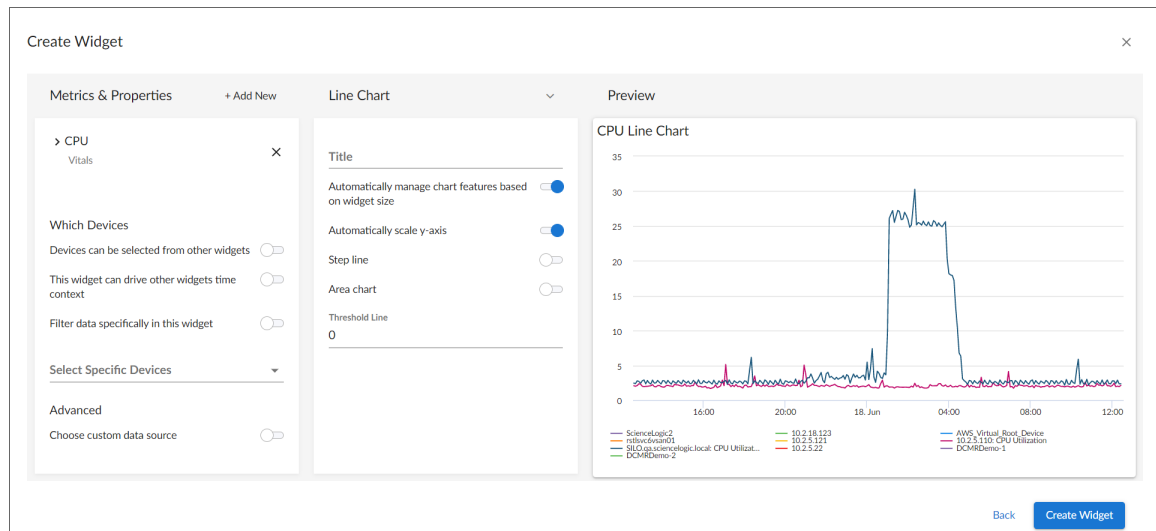 Create Widget
Metrics & Properties
+ Add New
CPU
Vitals
Which Devices
Devices can be selected from other widgets
This widget can drive other widgets time
context
Filter data specifically in this widget
Select Specific Devices
Advanced
Choose custom data source
Line Chart
Title
Automatically manage chart features based
on widget size
Automatically scale y-axis
Step line
Area chart
Threshold Line
0
Preview
CPU Line Chart
35
30
25
20
15
10
5
0
16:00
20:00
18. Jun
04:00
08:00
12:00
ScienceLogic2
10.2.18.123
AWS_Virtual_Root_Device
rstlsvc6vsan01
10.2.5.121
10.2.5.110: CPU Utilization
SILO.qa.sciencelogic.local: CPU Utilizat...
10.2.5.22
DCMRDemo-1
DCMRDemo-2
Back
Create Widget